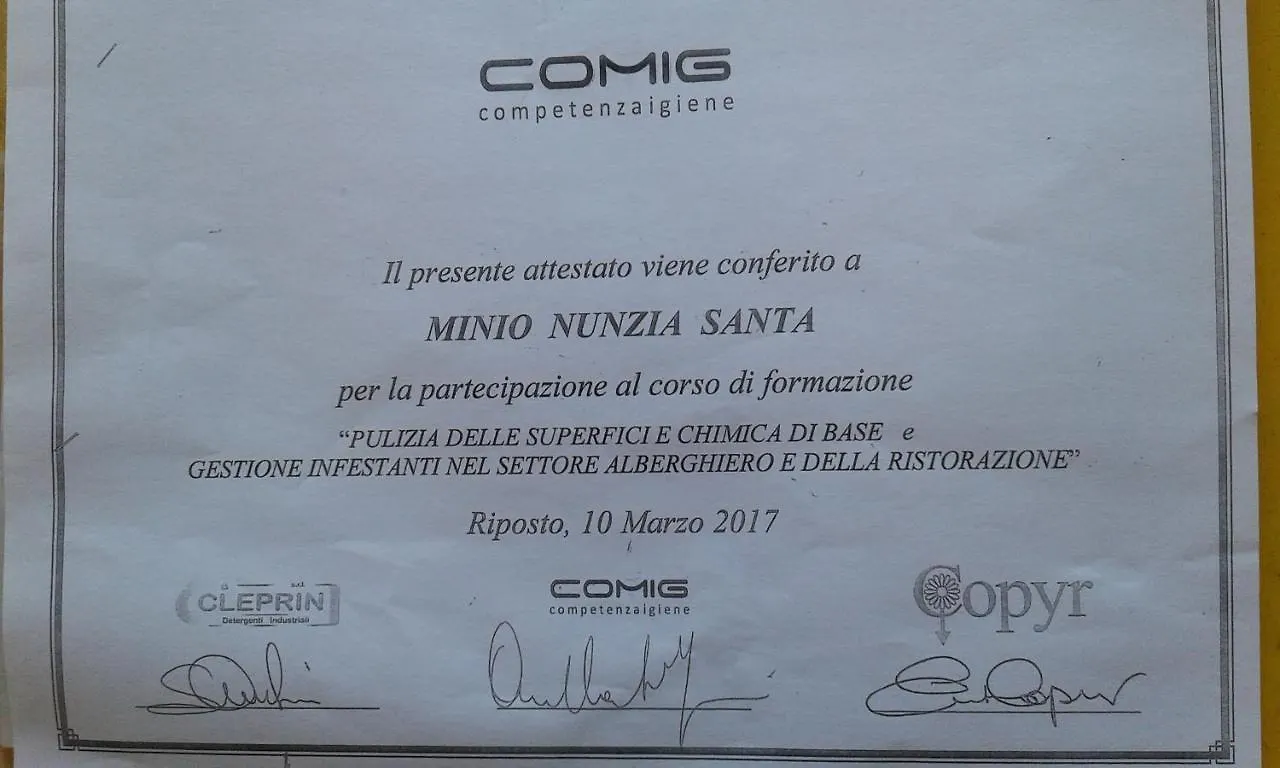 COMIG
competenzaigiene
Il presente attestato viene conferito a
MINIO NUNZIA SANTA
per la partecipazione al corso di formazione
“PULIZIA DELLE SUPERFICI E CHIMICA DI BASE e
GESTIONE INFESTANTI NEL SETTORE ALBERGHIERO E DELLA RISTORAZIONE”
Riposto, 10 Marzo 2017
s.r.l.
CLEPRIN
Detergenti Industriali
COMIG
competenzaigiene
Copyr